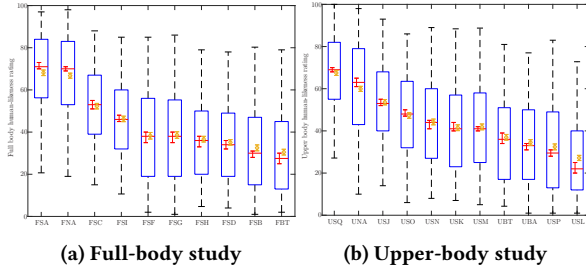 100
80
60
40
20
0
Full body human-likeness rating
FSA FNA FSC FSI FSF FSG FSH FSD FSB FBT
(a) Full-body study
100
80
60
40
20
0
Upper body human-likeness rating
USQ UNA USJ USO USN USK USM UBT UBA USP USL
(b) Upper-body study